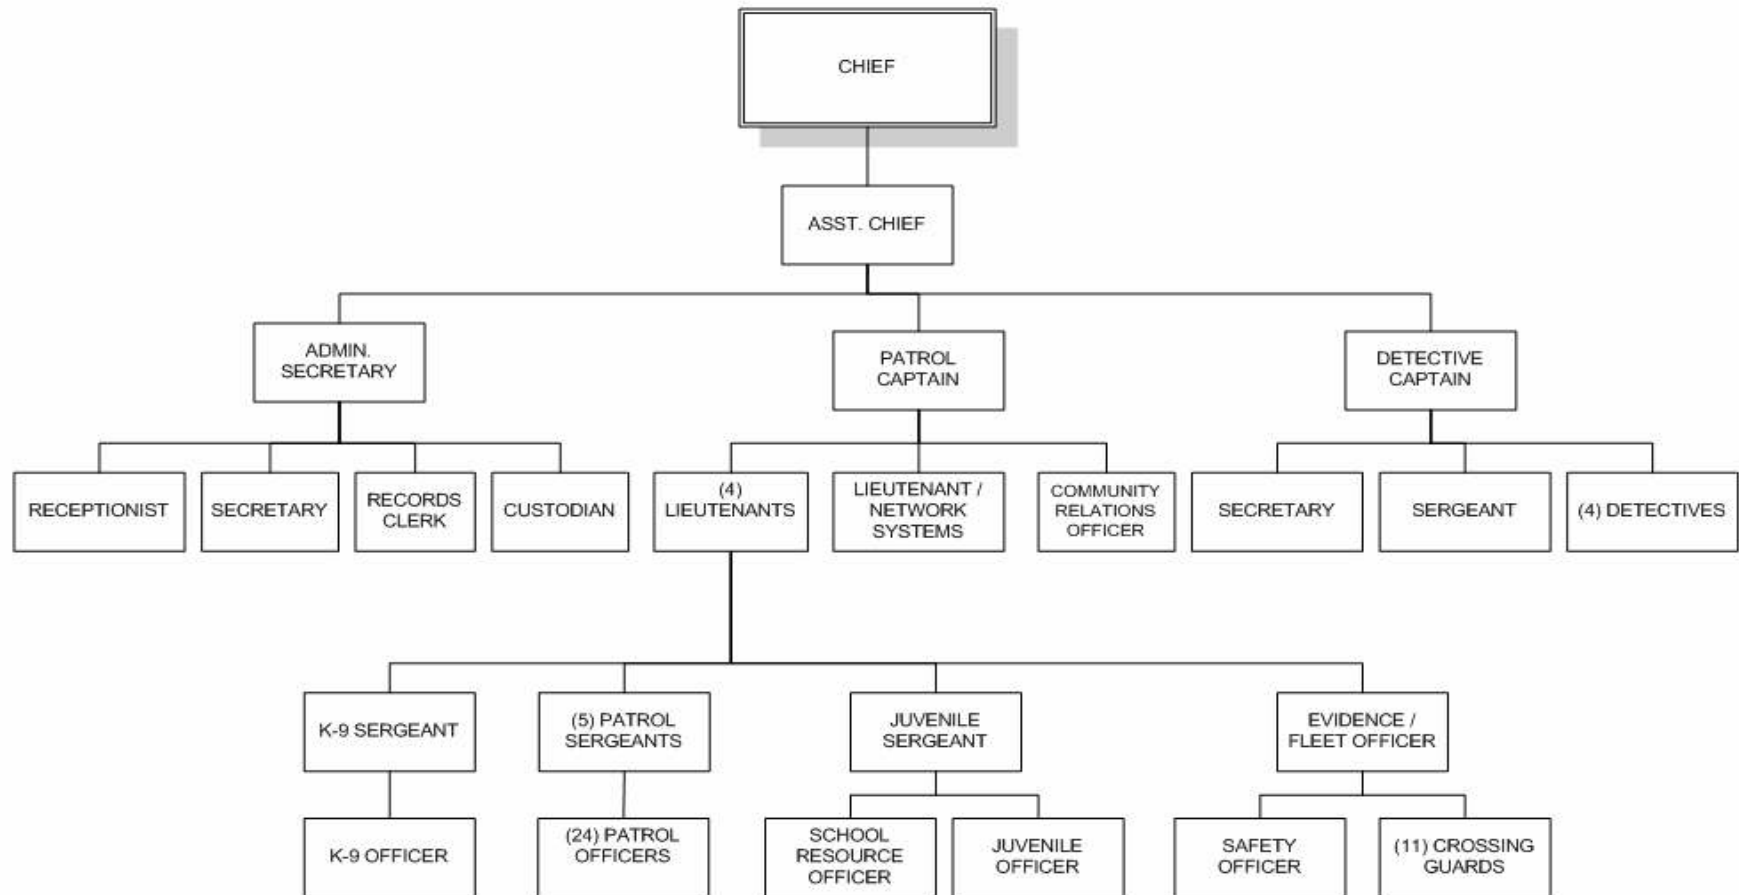 CHIEF
ASST. CHIEF
ADMIN.
SECRETARY
PATROL
CAPTAIN
DETECTIVE
CAPTAIN
RECEPTIONIST
SECRETARY
RECORDS
CLERK
CUSTODIAN
(4)
LIEUTENANTS
LIEUTENANT /
NETWORK
SYSTEMS
COMMUNITY
RELATIONS
OFFICER
SECRETARY
SERGEANT
(4) DETECTIVES
K-9 SERGEANT
(5) PATROL
SERGEANTS
JUVENILE
SERGEANT
EVIDENCE /
FLEET OFFICER
K-9 OFFICER
(24) PATROL
OFFICERS
SCHOOL
RESOURCE
OFFICER
JUVENILE
OFFICER
SAFETY
OFFICER
(11) CROSSING
GUARDS